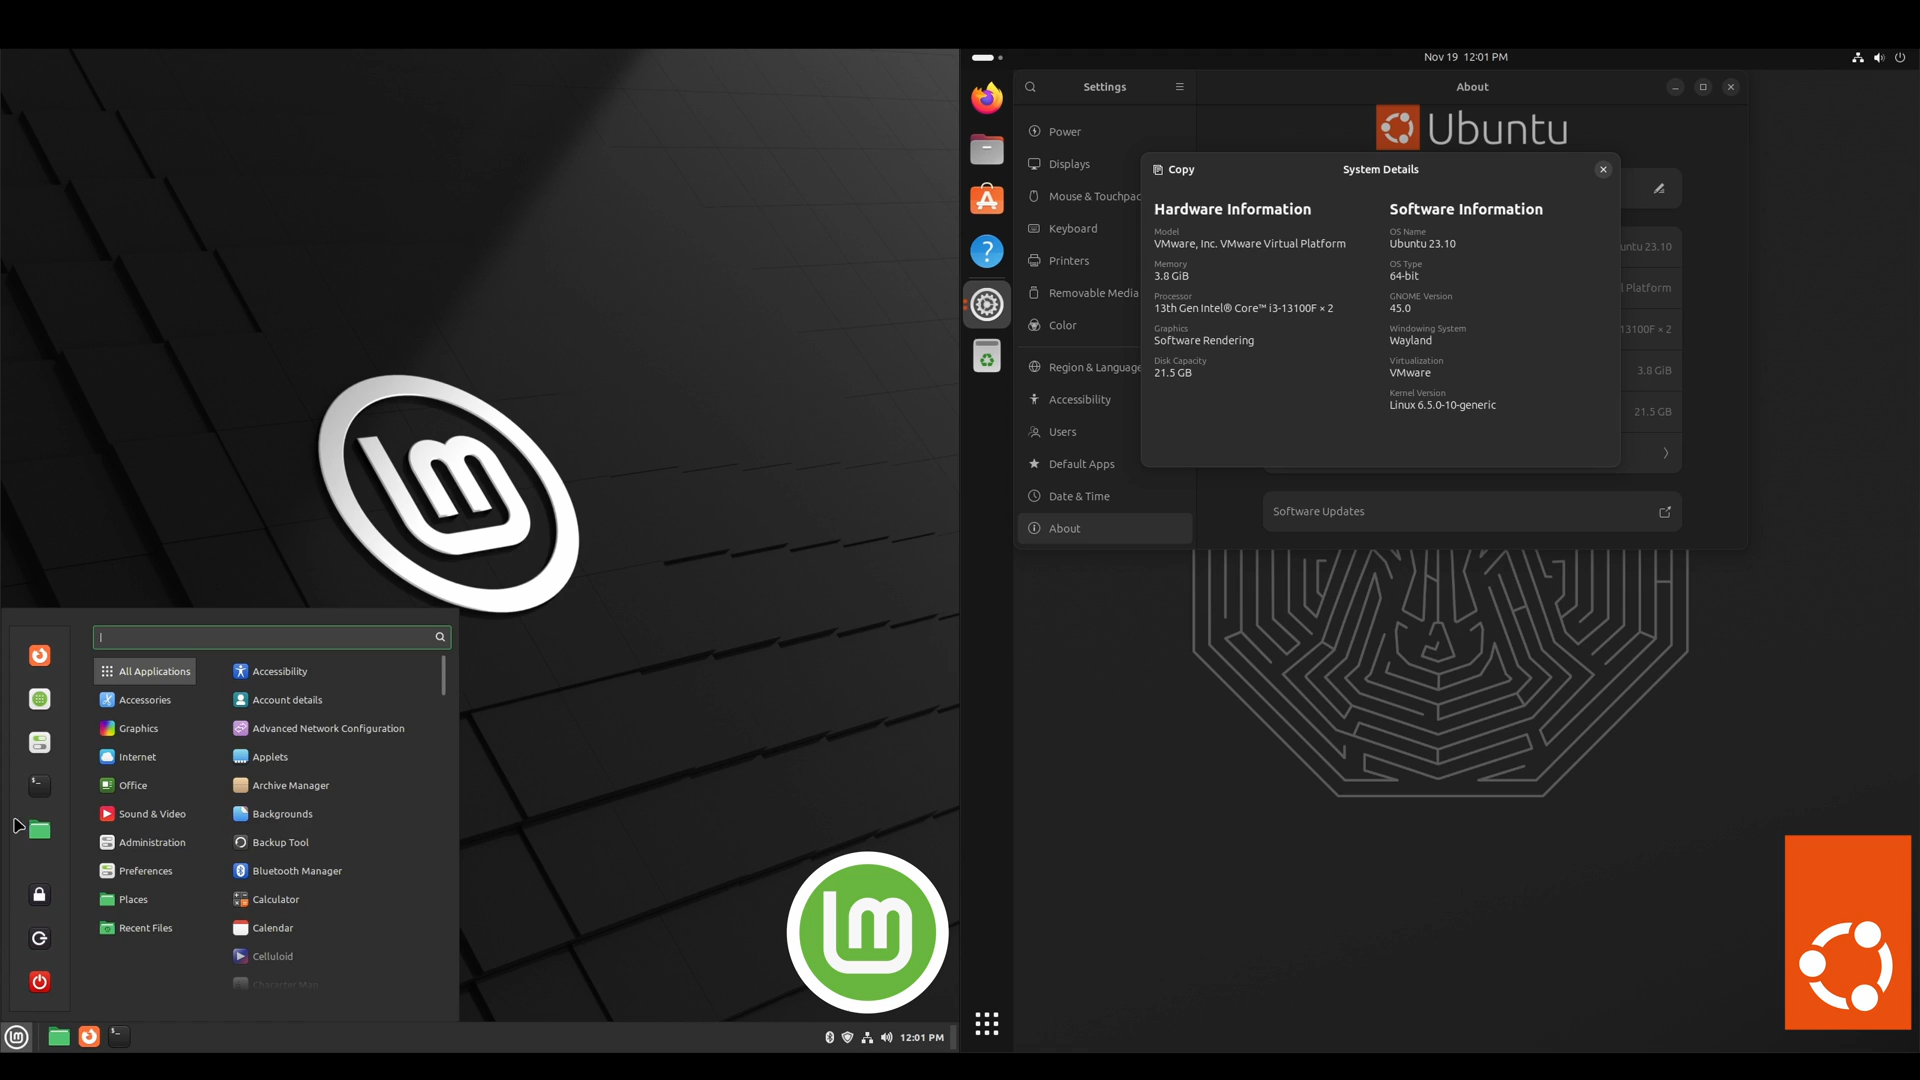 All Applications
Accessories
Graphics
Internet
Office
Sound & Video
Administration
Preferences
Places
Recent Files
Accessibility
Account details
Advanced Network Configuration
Applets
Archive Manager
Backgrounds
Backup Tool
Bluetooth Manager
Calculator
Calendar
Celluloid
Character Map
12:01 PM
Nov 19 12:01 PM
Settings
About
Power
Displays
Mouse & Touchpad
Keyboard
Printers
Removable Media
Color
Region & Language
Accessibility
Users
Default Apps
Date & Time
About
Ubuntu
Copy
System Details
Hardware Information
Model
VMware, Inc. VMware Virtual Platform
Memory
3.8 GiB
Processor
13th Gen Intel® Core™ i3-13100F × 2
Graphics
Software Rendering
Disk Capacity
21.5 GB
Software Information
OS Name
Ubuntu 23.10
OS Type
64-bit
GNOME Version
45.0
Windowing System
Wayland
Virtualization
VMware
Kernel Version
Linux 6.5.0-10-generic
untu 23.10
l Platform
13100F × 2
3.8 GiB
21.5 GB
Software Updates